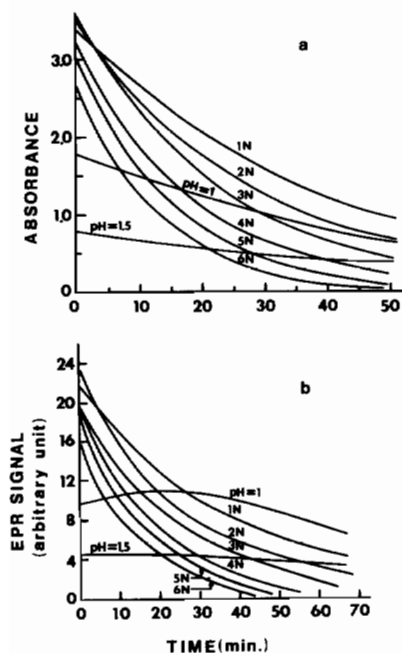 a
3.0
2.0
1.0
0
ABSORBANCE
1N
2N
3N
pH=1
4N
5N
6N
pH=1.5
0 10 20 30 40 50
b
24
20
16
12
8
4
0
EPR SIGNAL
(arbitrary unit)
pH=1
1N
2N
3N
4N
pH=1.5
5N
6N
0 10 20 30 40 50 60 70
TIME (min.)